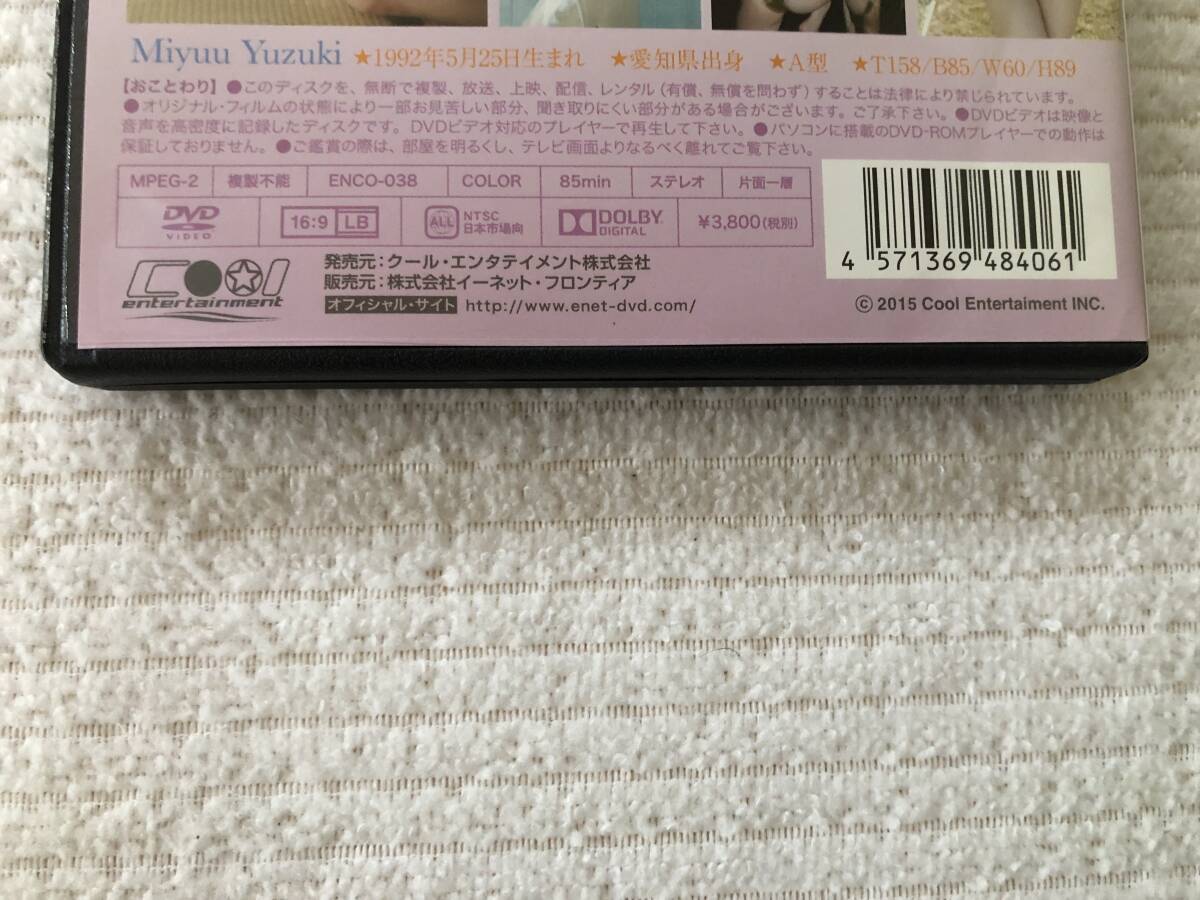 Miyuu Yuzuki ★1992年5月25日生まれ ★愛知県出身 ★A型 ★T158/B85/W60/H89
【おことわり】●このディスクを、無断で複製、放送、上映、配信、レンタル(有償、無償を問わず)することは法律により禁じられています。
●オリジナル・フィルムの状態により一部お見苦しい部分、聞き取りにくい部分がある場合がございます。ご了承下さい。●DVDビデオは映像と
音声を高密度に記録したディスクです。DVDビデオ対応のプレイヤーで再生して下さい。●パソコンに搭載のDVD-ROMプレイヤーでの動作は
保証しておりません。●ご鑑賞の際は、部屋を明るくし、テレビ画面よりなるべく離れてご覧下さい。
MPEG-2 複製不能 ENCO-038 COLOR 85min ステレオ 片面一層
DVD VIDEO 16:9 LB ALL NTSC 日本市場向 DOLBY DIGITAL ¥3,800(税別)
4 571369 484061
COOl entertainment
発売元:クール・エンタテイメント株式会社
販売元:株式会社イーネット・フロンティア
オフィシャル・サイト http://www.enet-dvd.com/
© 2015 Cool Entertaiment INC.